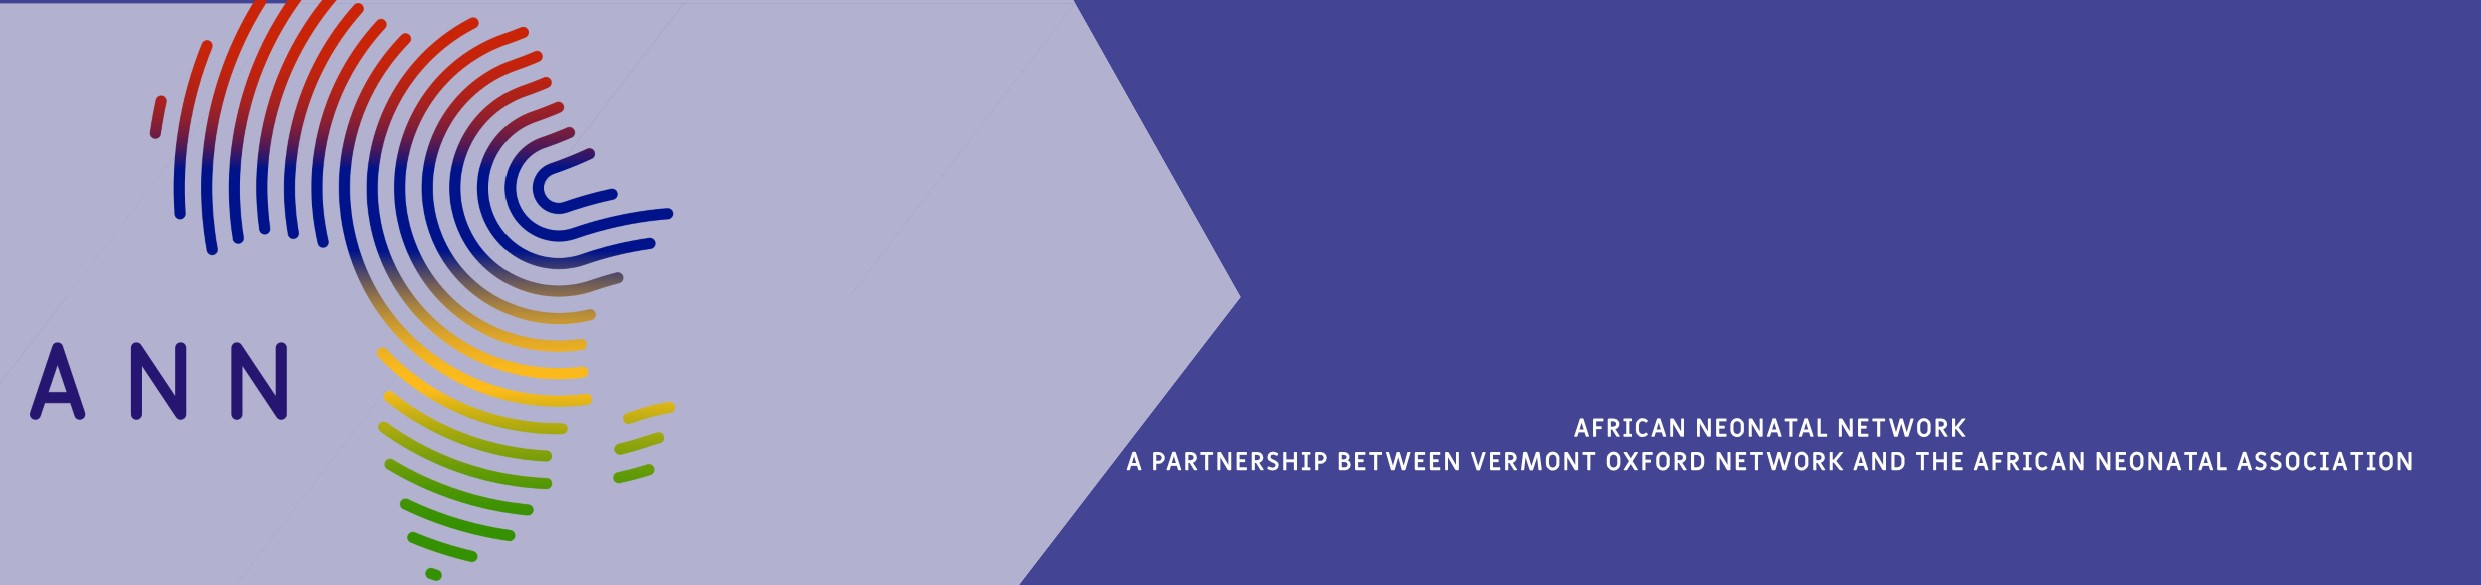 ANN
AFRICAN NEONATAL NETWORK
A PARTNERSHIP BETWEEN VERMONT OXFORD NETWORK AND THE AFRICAN NEONATAL ASSOCIATION